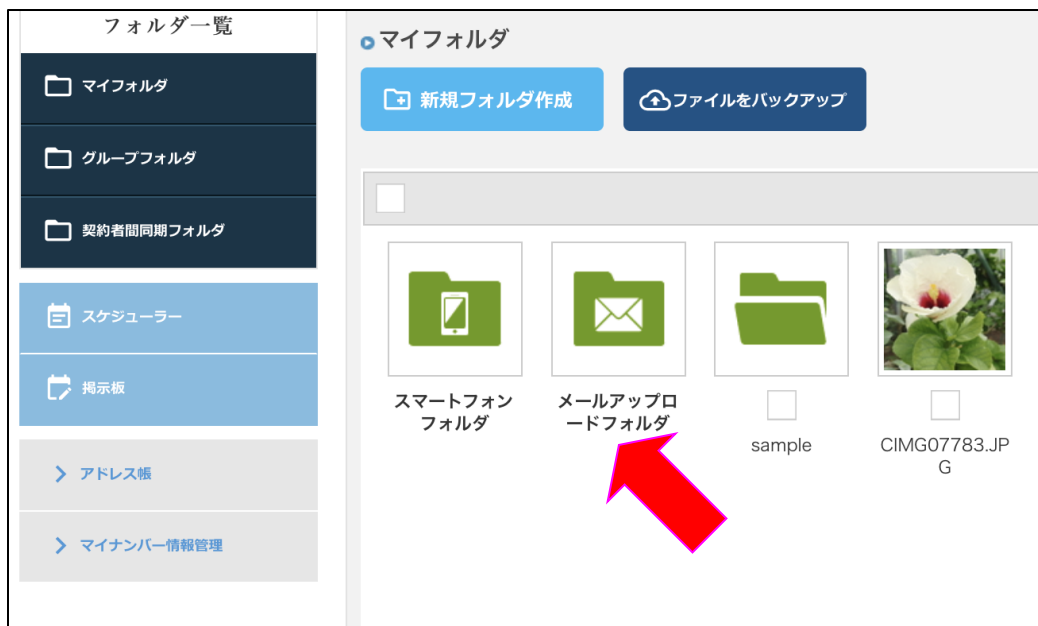 フォルダ一覧
マイフォルダ
グループフォルダ
契約者間同期フォルダ
スケジューラー
掲示板
アドレス帳
マイナンバー情報管理
マイフォルダ
新規フォルダ作成
ファイルをバックアップ
スマートフォン
フォルダ
メールアップロ
ードフォルダ
sample
CIMG07783.JP
G